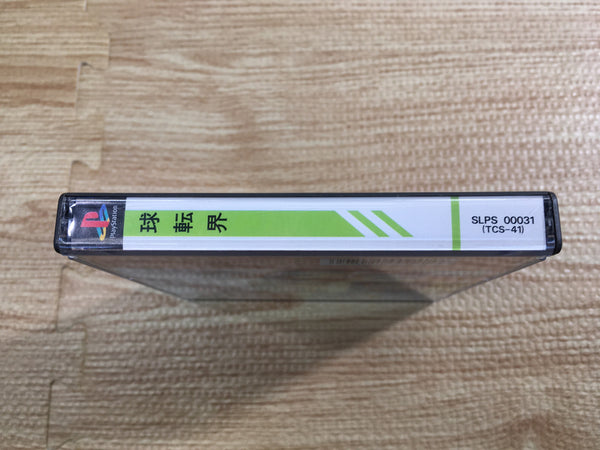 PlayStation
球転界
SLPS 00031
(TCS-41)